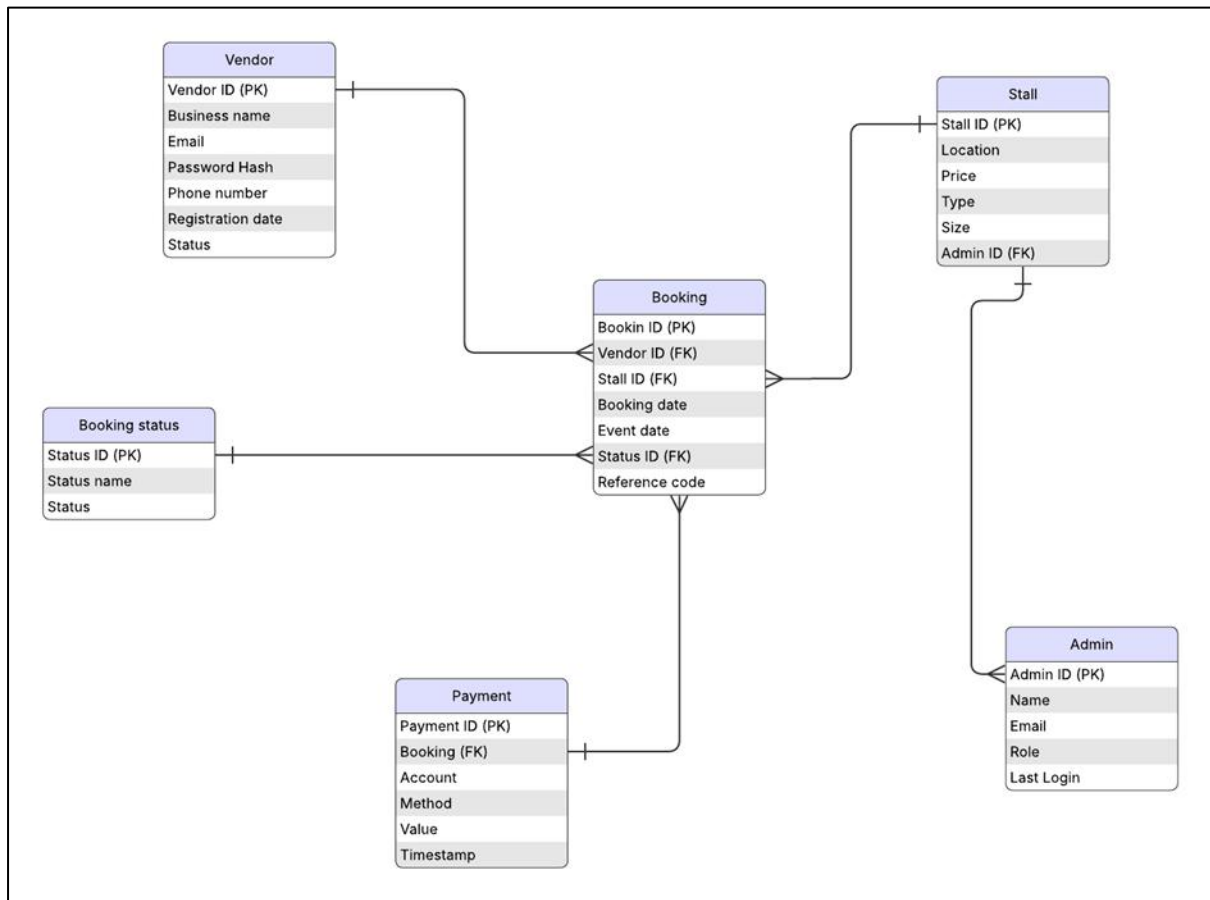 Vendor
Vendor ID (PK)
Business name
Email
Password Hash
Phone number
Registration date
Status
Stall
Stall ID (PK)
Location
Price
Type
Size
Admin ID (FK)
Booking
Bookin ID (PK)
Vendor ID (FK)
Stall ID (FK)
Booking date
Event date
Status ID (FK)
Reference code
Booking status
Status ID (PK)
Status name
Status
Payment
Payment ID (PK)
Booking (FK)
Account
Method
Value
Timestamp
Admin
Admin ID (PK)
Name
Email
Role
Last Login